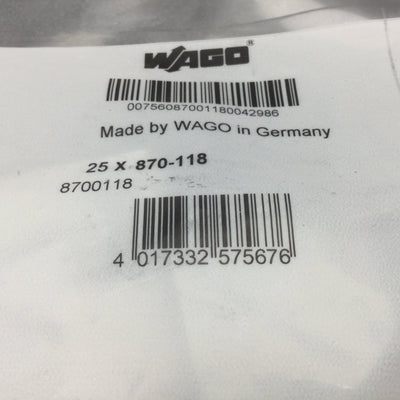 WAGO®
00756087001180042986
Made by WAGO in Germany
25 X 870-118
8700118
4 017332 575676